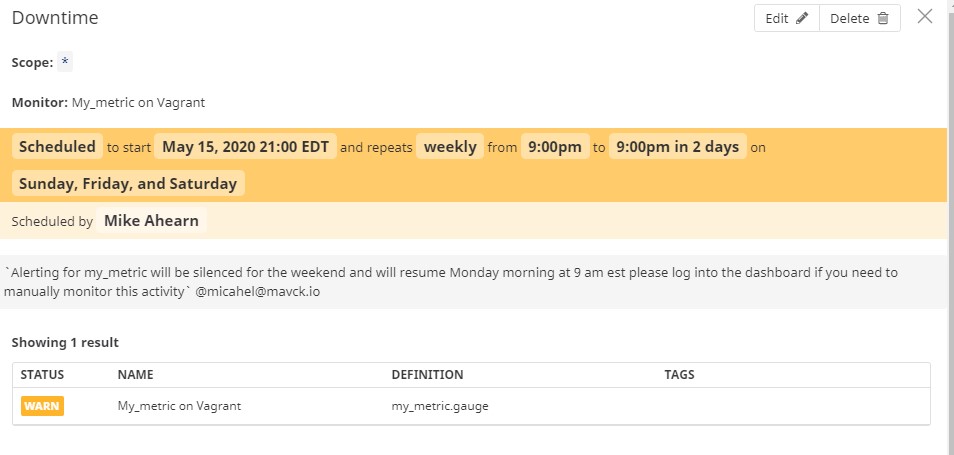 Downtime
Edit
Delete
Scope: *
Monitor: My_metric on Vagrant
Scheduled to start May 15, 2020 21:00 EDT and repeats weekly from 9:00pm to 9:00pm in 2 days on
Sunday, Friday, and Saturday
Scheduled by Mike Ahearn
`Alerting for my_metric will be silenced for the weekend and will resume Monday morning at 9 am est please log into the dashboard if you need to
manually monitor this activity` @micahel@mavck.io
Showing 1 result
STATUS NAME DEFINITION TAGS
WARN My_metric on Vagrant my_metric.gauge